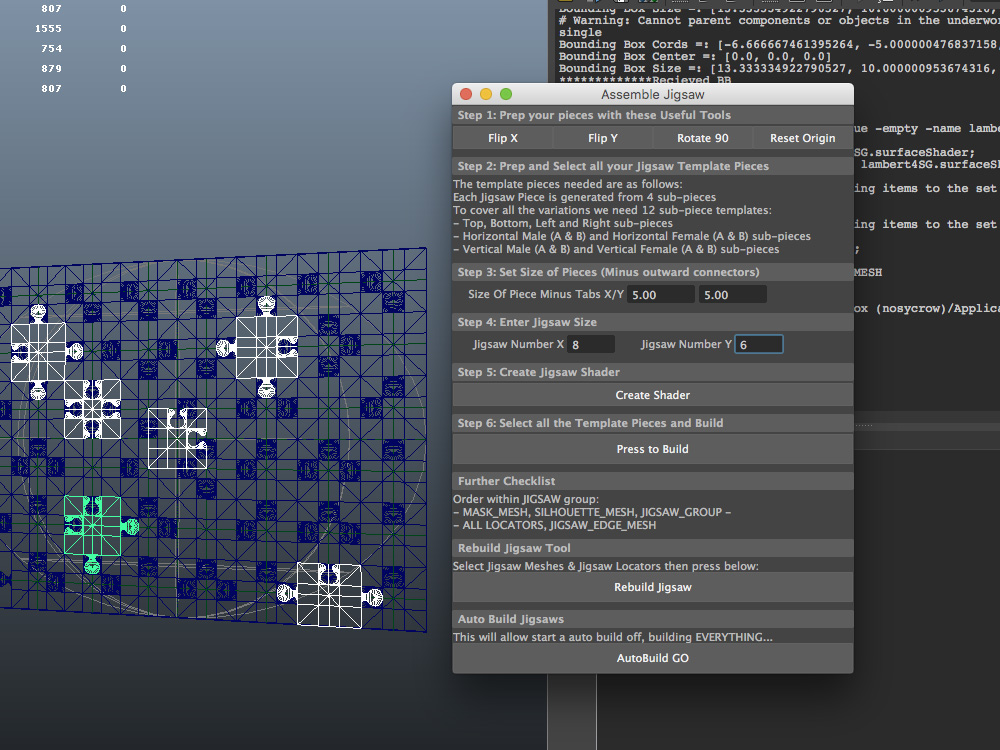 807 0
1555 0
754 0
879 0
807 0
# Warning: Cannot parent components or objects in the underwo
single
Bounding Box Cords =: [-6.666667461395264, -5.000000476837158,
Bounding Box Center =: [0.0, 0.0, 0.0]
Bounding Box Size =: [13.333334922790527, 10.000000953674316,
*************Recieved BB
Assemble Jigsaw
Step 1: Prep your pieces with these Useful Tools
Flip X Flip Y Rotate 90 Reset Origin
Step 2: Prep and Select all your Jigsaw Template Pieces
The template pieces needed are as follows:
Each Jigsaw Piece is generated from 4 sub-pieces
To cover all the variations we need 12 sub-piece templates:
- Top, Bottom, Left and Right sub-pieces
- Horizontal Male (A & B) and Horizontal Female (A & B) sub-pieces
- Vertical Male (A & B) and Vertical Female (A & B) sub-pieces
Step 3: Set Size of Pieces (Minus outward connectors)
Size Of Piece Minus Tabs X/Y 5.00 5.00
Step 4: Enter Jigsaw Size
Jigsaw Number X 8 Jigsaw Number Y 6
Step 5: Create Jigsaw Shader
Create Shader
Step 6: Select all the Template Pieces and Build
Press to Build
Further Checklist
Order within JIGSAW group:
- MASK_MESH, SILHOUETTE_MESH, JIGSAW_GROUP -
- ALL LOCATORS, JIGSAW_EDGE_MESH
Rebuild Jigsaw Tool
Select Jigsaw Meshes & Jigsaw Locators then press below:
Rebuild Jigsaw
Auto Build Jigsaws
This will allow start a auto build off, building EVERYTHING...
AutoBuild GO
ue -empty -name lambe
SG.surfaceShader;
lambert4SG.surfaceSh
ing items to the set
ing items to the set
;
MESH
ox (nosycrow)/Applica